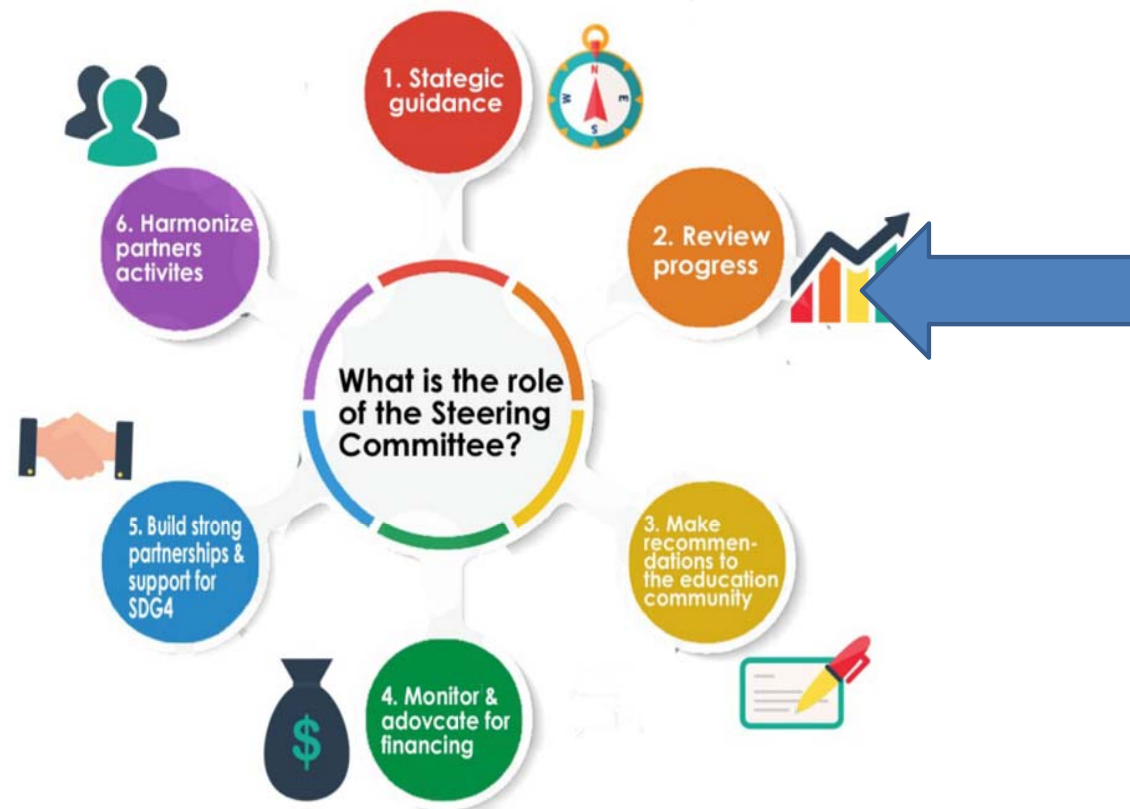 1. Stategic
guidance
N
E
S
W
6. Harmonize
partners
activites
2. Review
progress
What is the role
of the Steering
Committee?
5. Build strong
partnerships &
support for
SDG4
3. Make
recommen-
dations to
the education
community
4. Monitor &
adovcate for
financing
$